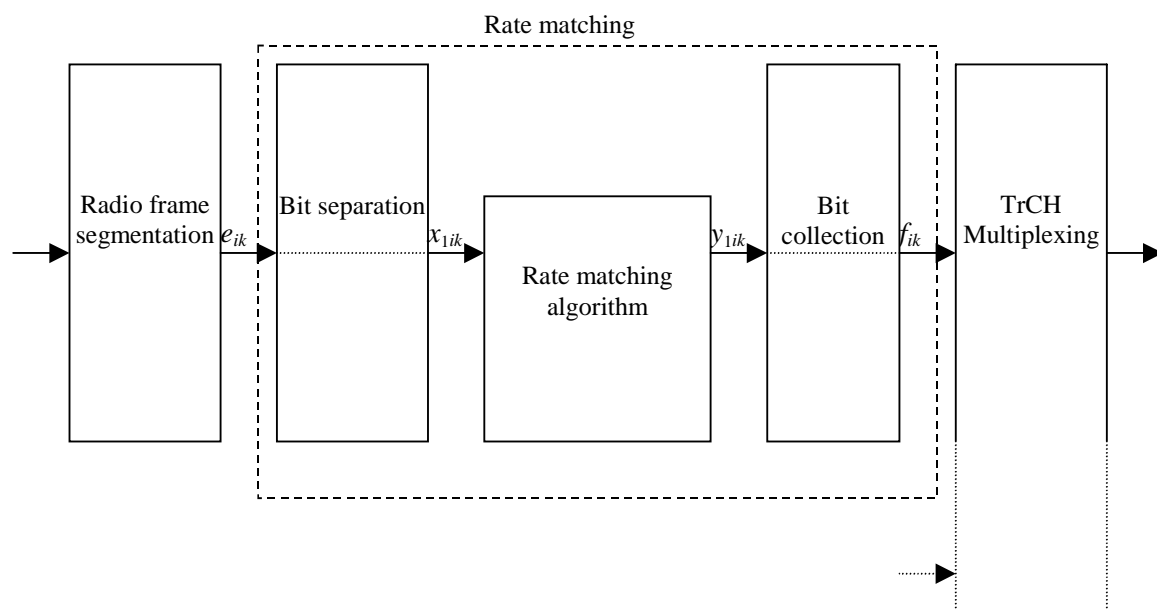 Rate matching
Radio frame
segmentation
e_ik
Bit separation
x_1ik
Rate matching
algorithm
y_1ik
Bit
collection
f_ik
TrCH
Multiplexing